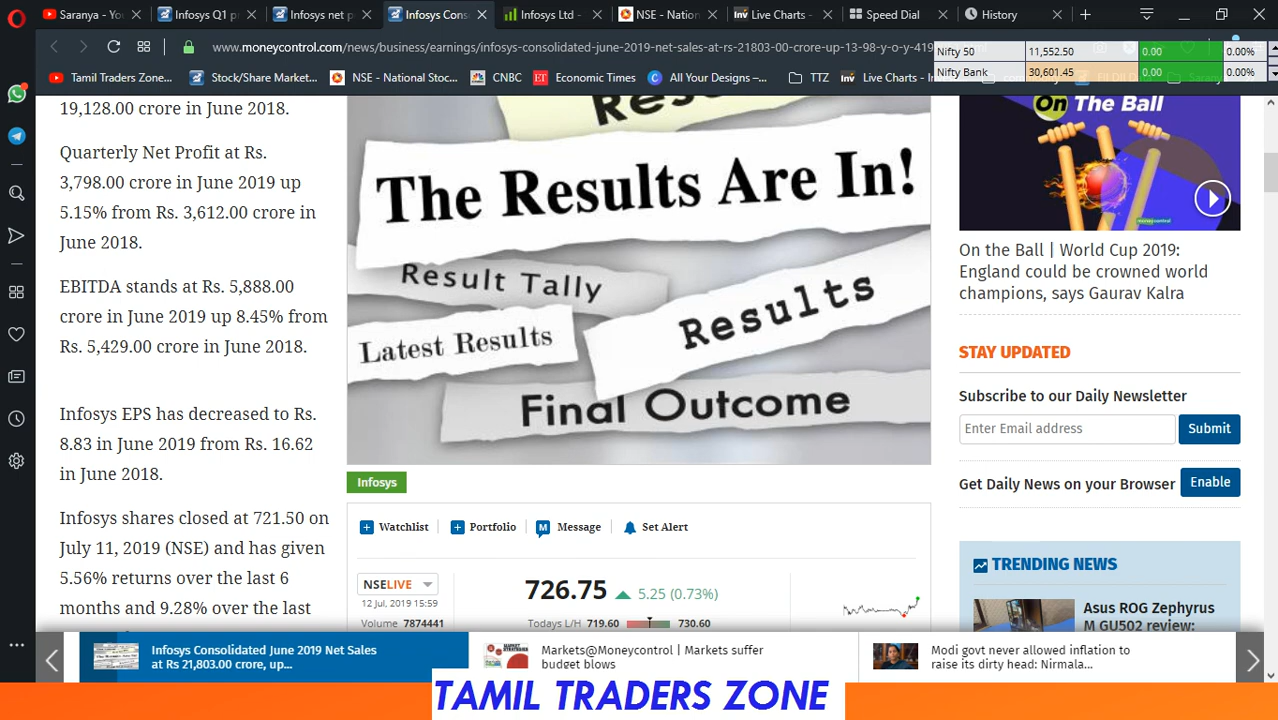 Saranya - You
Infosys Q1 pr
Infosys net p
Infosys Cons
Infosys Ltd -
NSE - Nation
Live Charts -
Speed Dial
History
www.moneycontrol.com/news/business/earnings/infosys-consolidated-june-2019-net-sales-at-rs-21803-00-crore-up-13-98-y-o-y-419
Nifty 50 11,552.50 0.00 0.00%
Nifty Bank 30,601.45 0.00 0.00%
Tamil Traders Zone...
Stock/Share Market...
NSE - National Stoc...
CNBC
Economic Times
All Your Designs –...
TTZ
Live Charts -
19,128.00 crore in June 2018.
Quarterly Net Profit at Rs.
3,798.00 crore in June 2019 up
5.15% from Rs. 3,612.00 crore in
June 2018.
EBITDA stands at Rs. 5,888.00
crore in June 2019 up 8.45% from
Rs. 5,429.00 crore in June 2018.
Infosys EPS has decreased to Rs.
8.83 in June 2019 from Rs. 16.62
in June 2018.
Infosys shares closed at 721.50 on
July 11, 2019 (NSE) and has given
5.56% returns over the last 6
months and 9.28% over the last
The Results Are In!
Result Tally
Results
Latest Results
Final Outcome
Infosys
Watchlist
Portfolio
Message
Set Alert
NSELIVE
12 Jul, 2019 15:59
Volume 7874441
726.75 5.25 (0.73%)
Todays L/H 719.60 730.60
On The Ball
On the Ball | World Cup 2019:
England could be crowned world
champions, says Gaurav Kalra
STAY UPDATED
Subscribe to our Daily Newsletter
Enter Email address Submit
Get Daily News on your Browser Enable
TRENDING NEWS
Asus ROG Zephyrus
M GU502 review:
Infosys Consolidated June 2019 Net Sales
at Rs 21,803.00 crore, up...
Markets@Moneycontrol | Markets suffer
budget blows
Modi govt never allowed inflation to
raise its dirty head: Nirmala...
TAMIL TRADERS ZONE